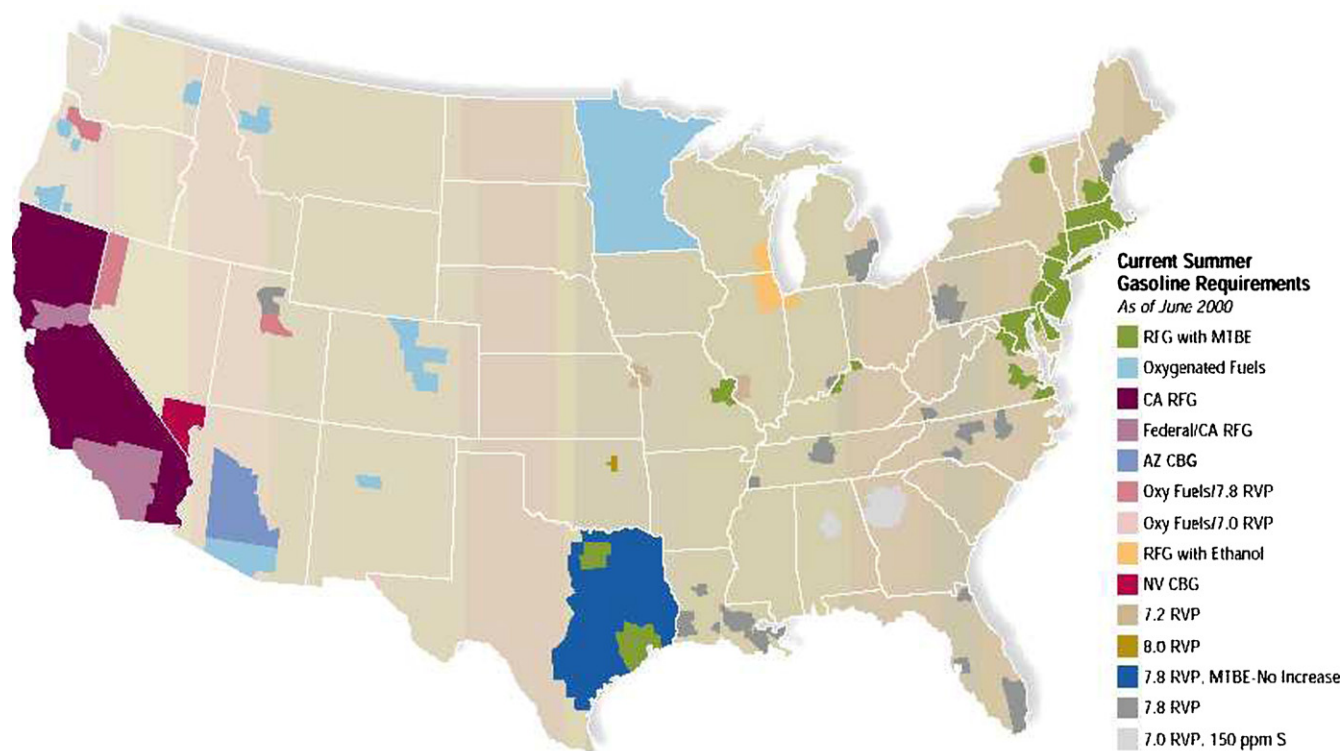 Current Summer
Gasoline Requirements
As of June 2000
RFG with MTBE
Oxygenated Fuels
CA RFG
Federal/CA RFG
AZ CBG
Oxy Fuels/7.8 RVP
Oxy Fuels/7.0 RVP
RFG with Ethanol
NV CBG
7.2 RVP
8.0 RVP
7.8 RVP, MTBE-No Increase
7.8 RVP
7.0 RVP, 150 ppm S